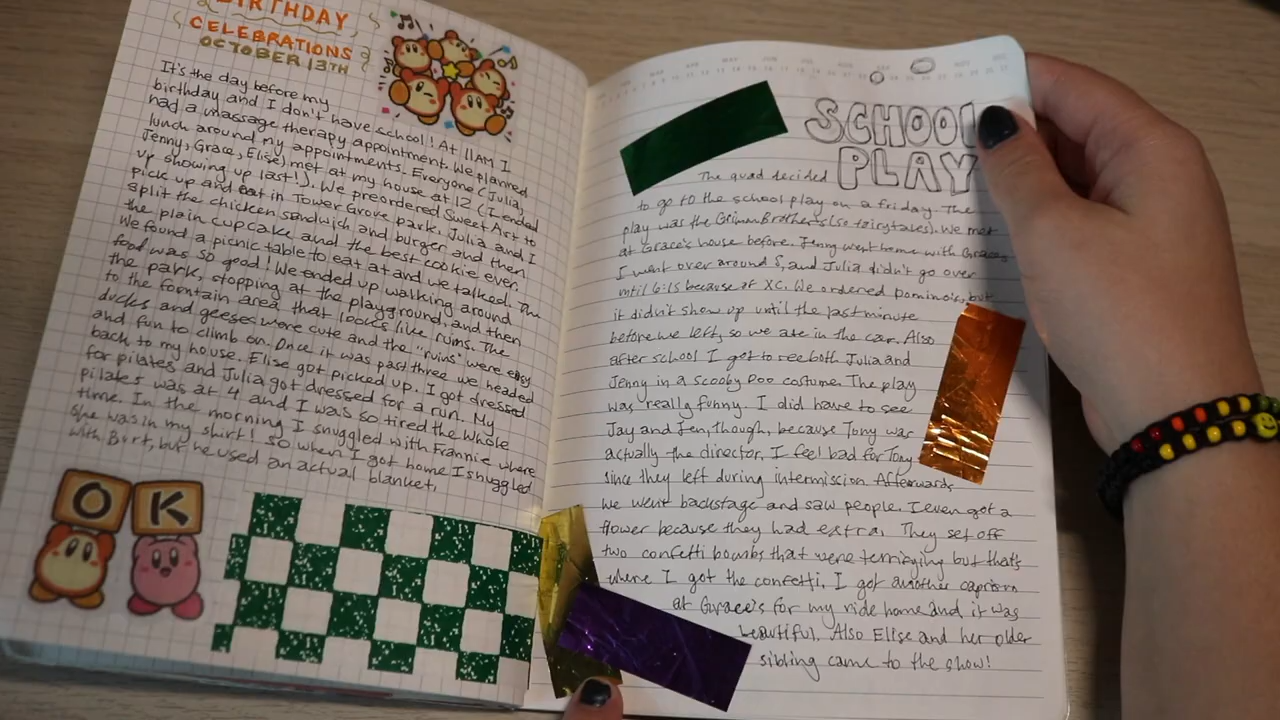 BIRTHDAY
CELEBRATIONS
OCTOBER 13TH
It's the day before my
birthday and I don't have school! At 11AM I
had a massage therapy appointment. We planned
lunch around my appointments. Everyone (Julia,
Jenny, Grace, Elise) met at my house at 12 (I ended
up showing up last!). We preordered Sweet Art to
pick up and eat in Tower Grove park. Julia and I
split the chicken sandwich and burger, and then
the plain cupcake and the best cookie ever.
We found a picnic table to eat at and we talked. The
food was so good! We ended up walking around
the park, stopping at the playground, and then
to the fountain area that looks like ruins. The
ducks and geese were cute and the "ruins" were easy
and fun to climb on. Once it was past three we headed
back to my house. Elise got picked up. I got dressed
for pilates and Julia got dressed for a run. My
pilates was at 4 and I was so tired the whole
time. In the morning I snuggled with Frannie where
she was in my shirt! So when I got home I snuggled
with Burt, but he used an actual blanket.
OK
SCHOOL
PLAY
The quad decided
to go to the school play on a friday. The
play was the Grimm Brothers (so fairytales). We met
at Grace's house before. Jenny went home with Grace,
I went over around 5, and Julia didn't go over
until 6:15 because of XC. We ordered Dominois, but
it didn't show up until the last minute
before we left, so we ate in the car. Also
after school I got to see both Julia and
Jenny in a Scooby Doo costume. The play
was really funny. I did have to see
Jay and Jen, though, because Tony was
actually the director. I feel bad for Tony
since they left during intermission. Afterwards
we went backstage and saw people. I even got a
flower because they had extra. They set off
two confetti bombs that were terrifying but that's
where I got the confetti. I got another caprisun
at Grace's for my ride home and it was
beautiful. Also Elise and her older
sibling came to the show!